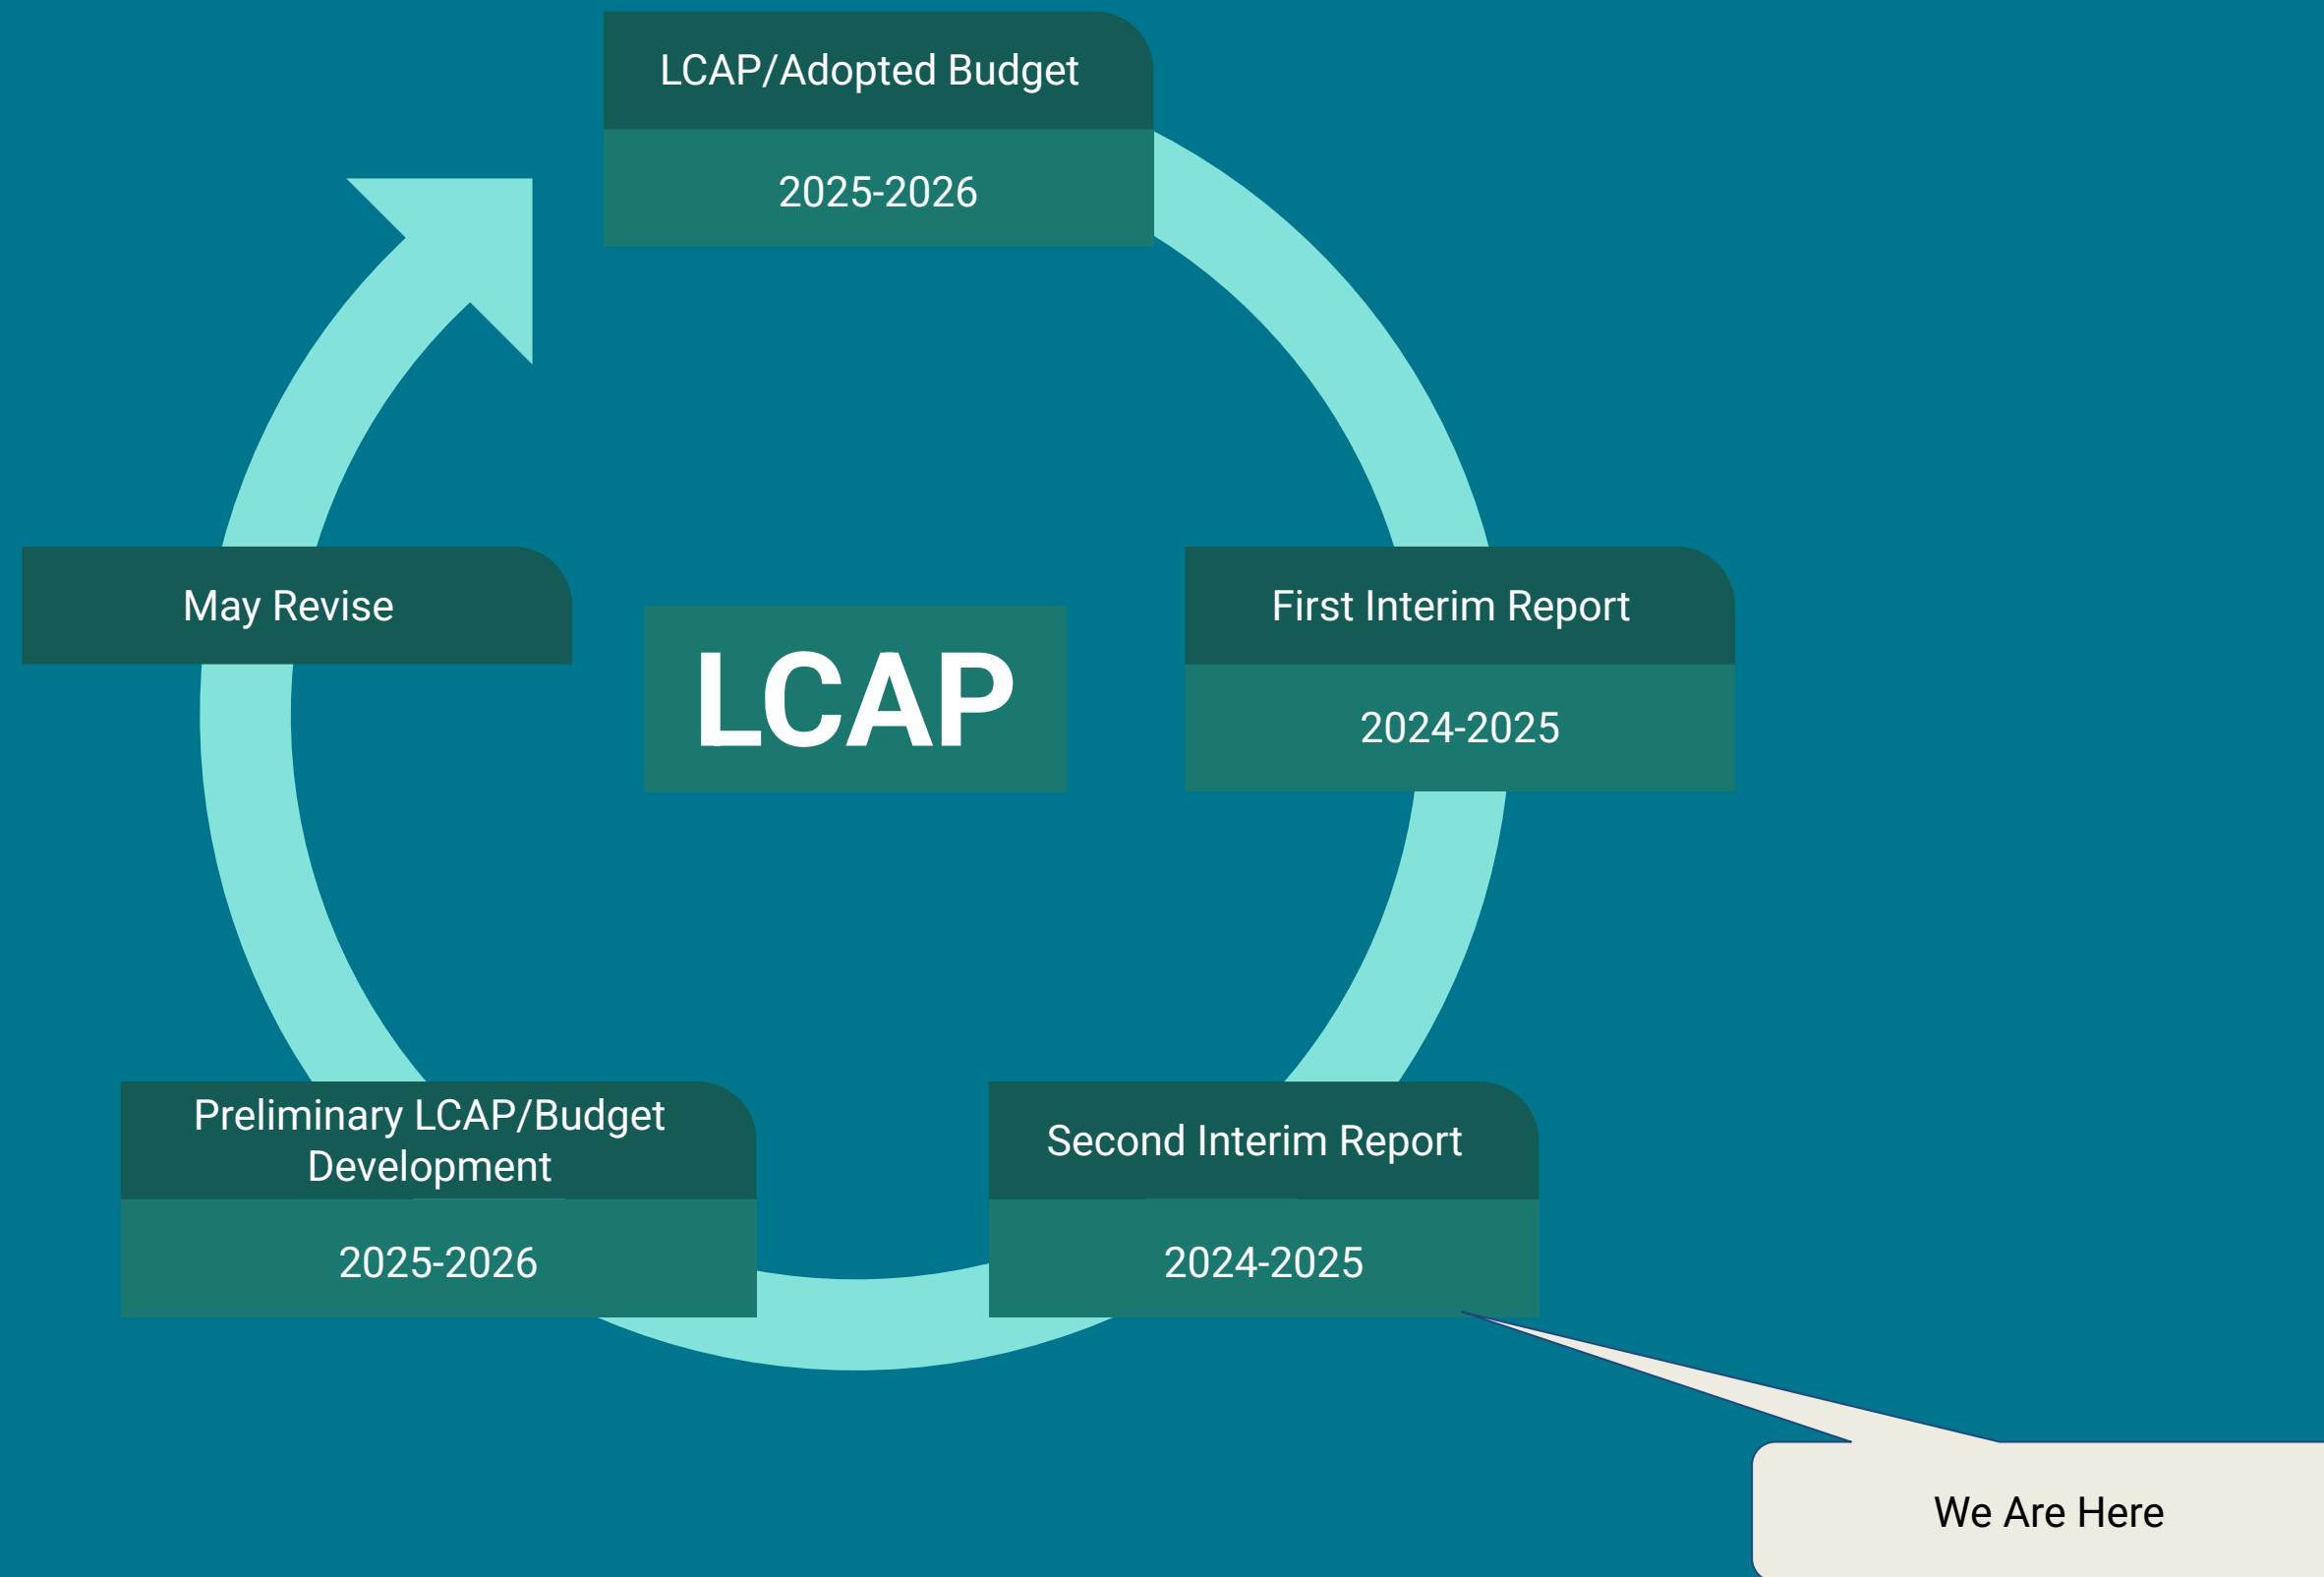 LCAP/Adopted Budget
2025-2026
May Revise
First Interim Report
LCAP
2024-2025
Preliminary LCAP/Budget
Development
2025-2026
Second Interim Report
2024-2025
We Are Here